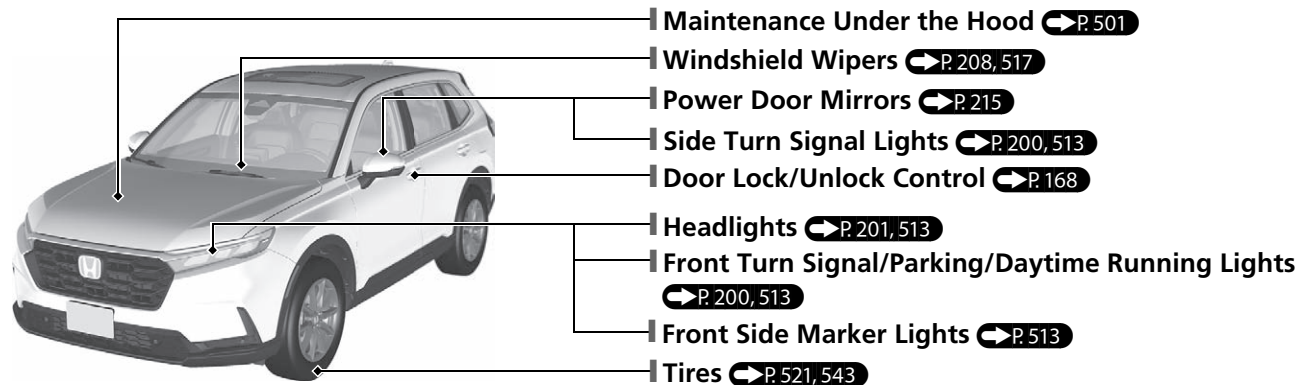 Maintenance Under the Hood P. 501
Windshield Wipers P. 208, 517
Power Door Mirrors P. 215
Side Turn Signal Lights P. 200, 513
Door Lock/Unlock Control P. 168
Headlights P. 201, 513
Front Turn Signal/Parking/Daytime Running Lights
P. 200, 513
Front Side Marker Lights P. 513
Tires P. 521, 543